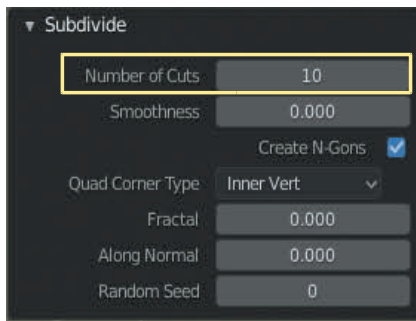 Subdivide
Number of Cuts 10
Smoothness 0.000
Create N-Gons
Quad Corner Type Inner Vert
Fractal 0.000
Along Normal 0.000
Random Seed 0